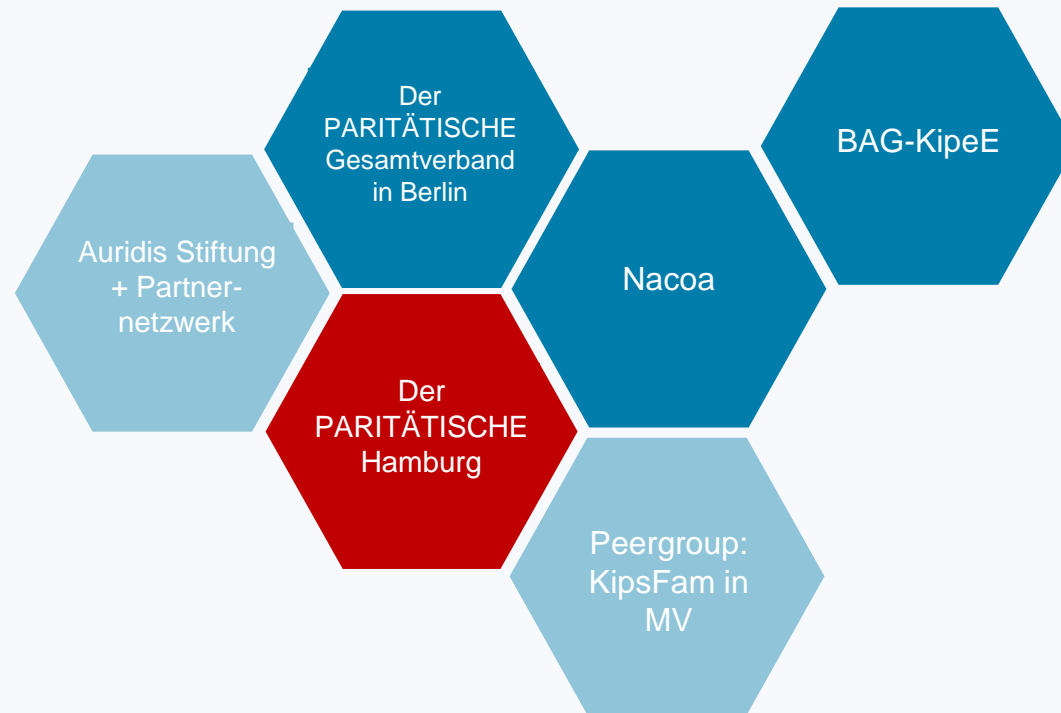 Der
PARITÄTISCHE
Gesamtverband
in Berlin
BAG-KipeE
Auridis Stiftung
+ Partner-
netzwerk
Nacoa
Der
PARITÄTISCHE
Hamburg
Peergroup:
KipsFam in
MV